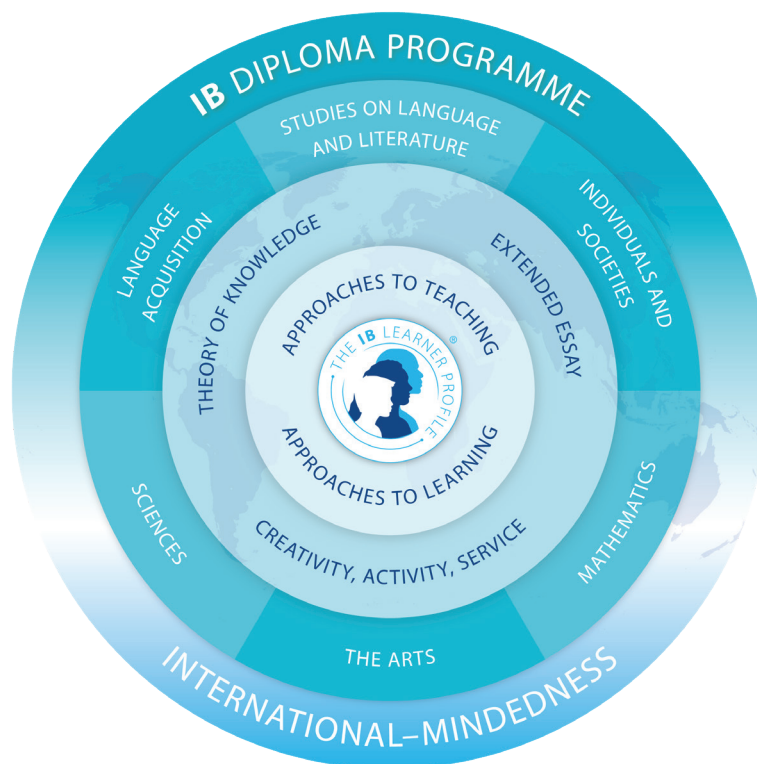 IB DIPLOMA PROGRAMME
STUDIES ON LANGUAGE
AND LITERATURE
LANGUAGE
ACQUISITION
INDIVIDUALS AND
SOCIETIES
THEORY OF KNOWLEDGE
EXTENDED ESSAY
APPROACHES TO TEACHING
THE IB LEARNER PROFILE®
APPROACHES TO LEARNING
CREATIVITY, ACTIVITY, SERVICE
SCIENCES
MATHEMATICS
THE ARTS
INTERNATIONAL–MINDEDNESS